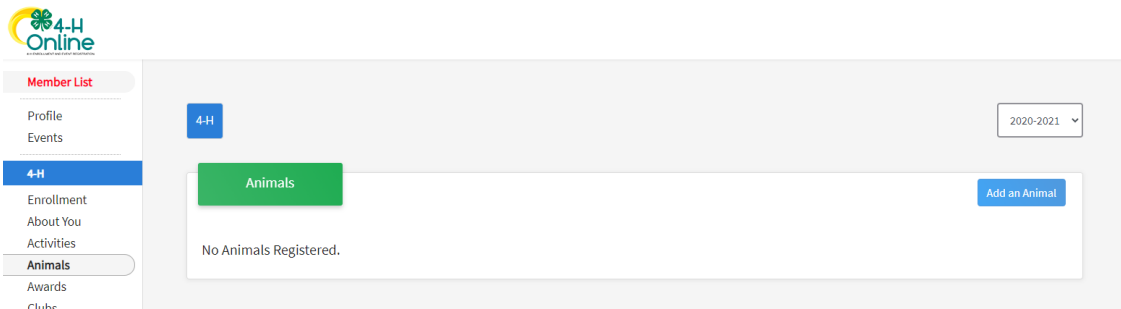 4-H
Online
Member List
Profile
Events
4-H
Enrollment
About You
Activities
Animals
Awards
Clubs
4-H
2020-2021
Animals
Add an Animal
No Animals Registered.